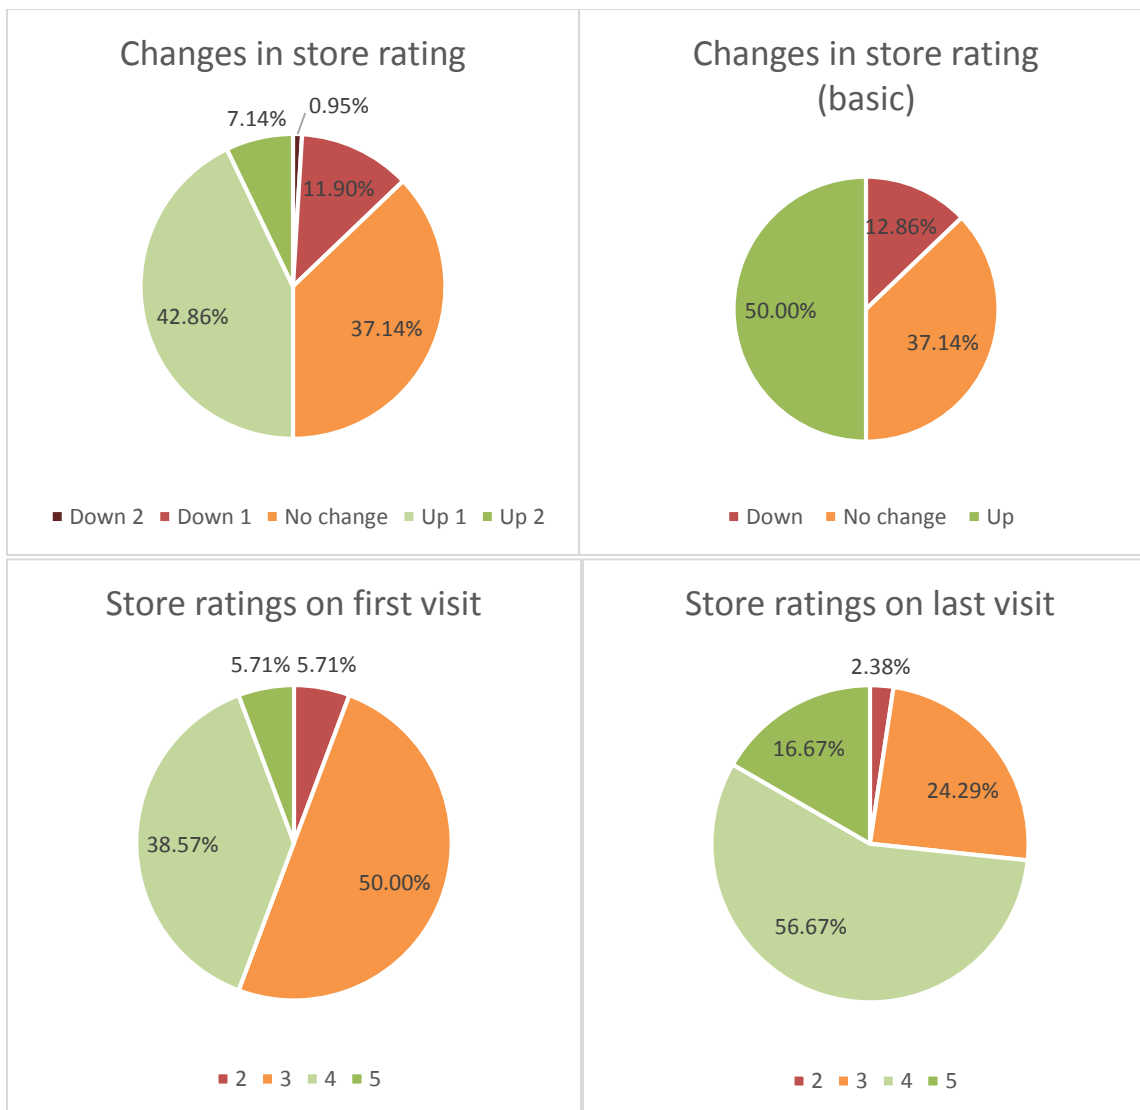 Changes in store rating
7.14%
0.95%
11.90%
42.86%
37.14%
Down 2 Down 1 No change Up 1 Up 2
Changes in store rating
(basic)
12.86%
50.00%
37.14%
Down No change Up
Store ratings on first visit
5.71% 5.71%
38.57%
50.00%
2 3 4 5
Store ratings on last visit
2.38%
16.67%
24.29%
56.67%
2 3 4 5